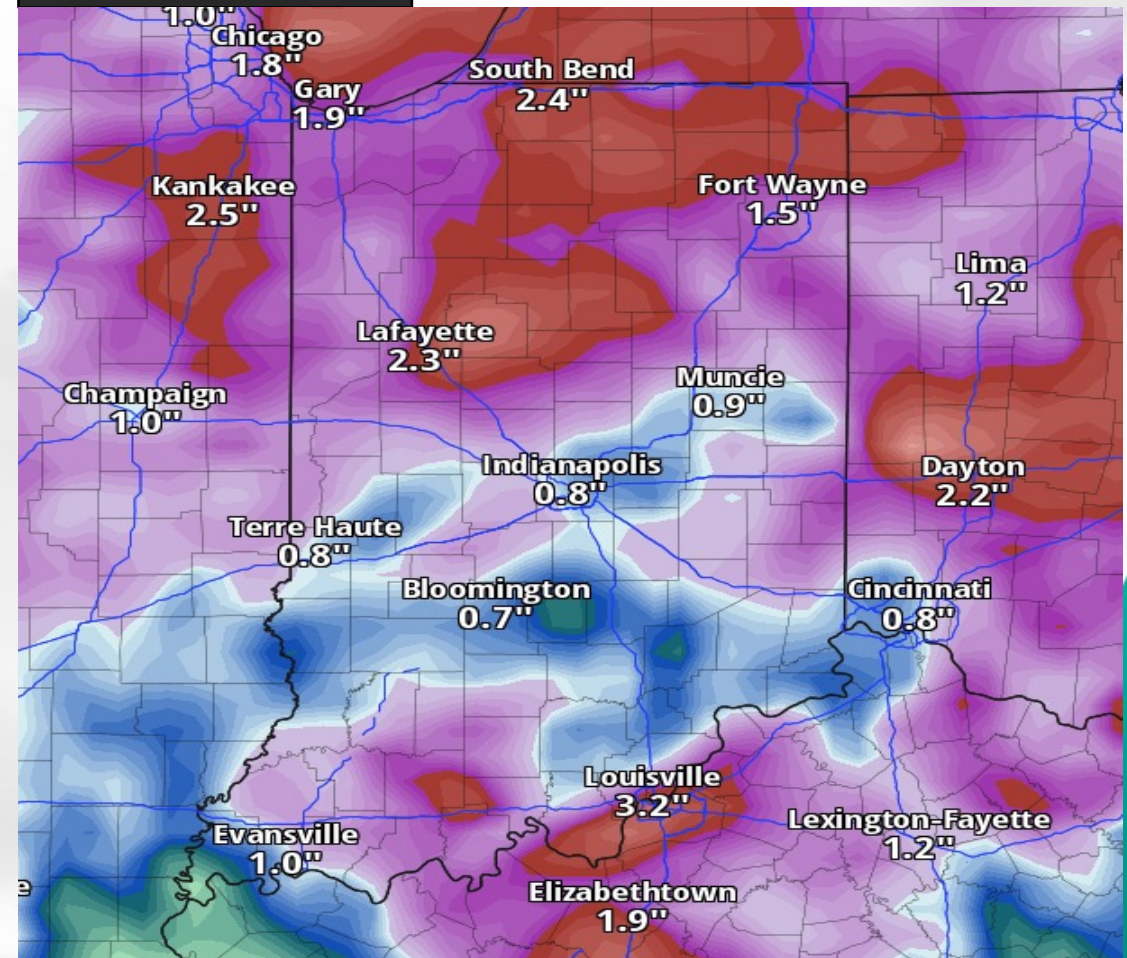 1.0"
Chicago
1.8"
South Bend
2.4"
Gary
1.9"
Kankakee
2.5"
Fort Wayne
1.5"
Lima
1.2"
Lafayette
2.3"
Muncie
0.9"
Champaign
1.0"
Indianapolis
0.8"
Dayton
2.2"
Terre Haute
0.8"
Bloomington
0.7"
Cincinnati
0.8"
Louisville
3.2"
Lexington-Fayette
1.2"
Evansville
1.0"
e
Elizabethtown
1.9"